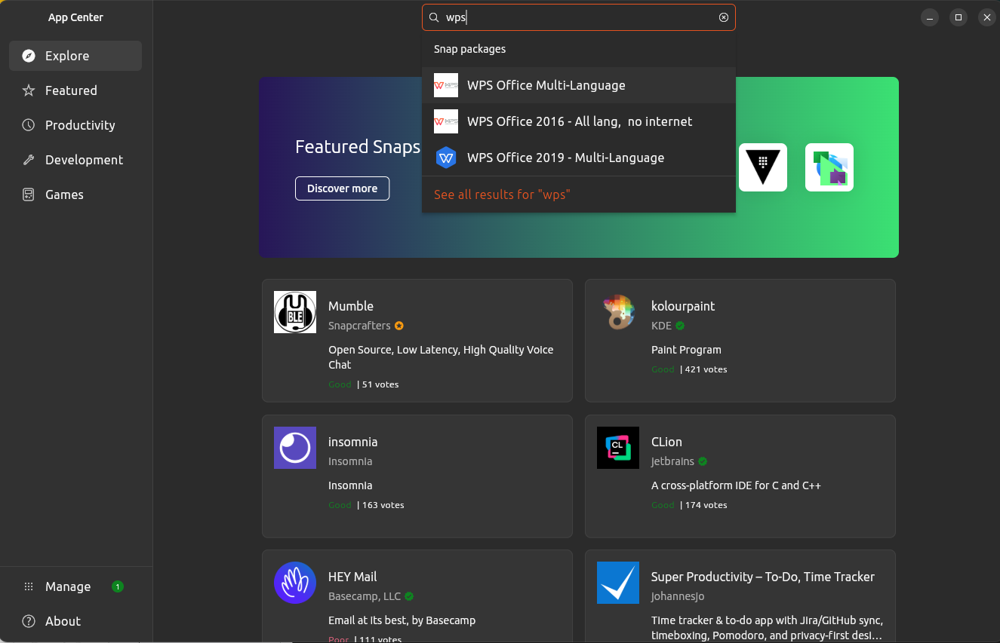 App Center
wps
Explore
Featured
Productivity
Development
Games
Snap packages
WPS Office Multi-Language
WPS Office 2016 - All lang,  no internet
WPS Office 2019 - Multi-Language
See all results for "wps"
Featured Snaps
Discover more
Mumble
Snapcrafters
Open Source, Low Latency, High Quality Voice
Chat
Good | 51 votes
kolourpaint
KDE
Paint Program
Good | 421 votes
insomnia
Insomnia
Insomnia
Good | 163 votes
CL
CLion
jetbrains
A cross-platform IDE for C and C++
Good | 174 votes
HEY Mail
Basecamp, LLC
Email at its best, by Basecamp
Poor | 111 votes
Super Productivity – To-Do, Time Tracker
johannesjo
Time tracker & to-do app with Jira/GitHub sync,
timeboxing, Pomodoro, and privacy-first desi...
Manage 1
About